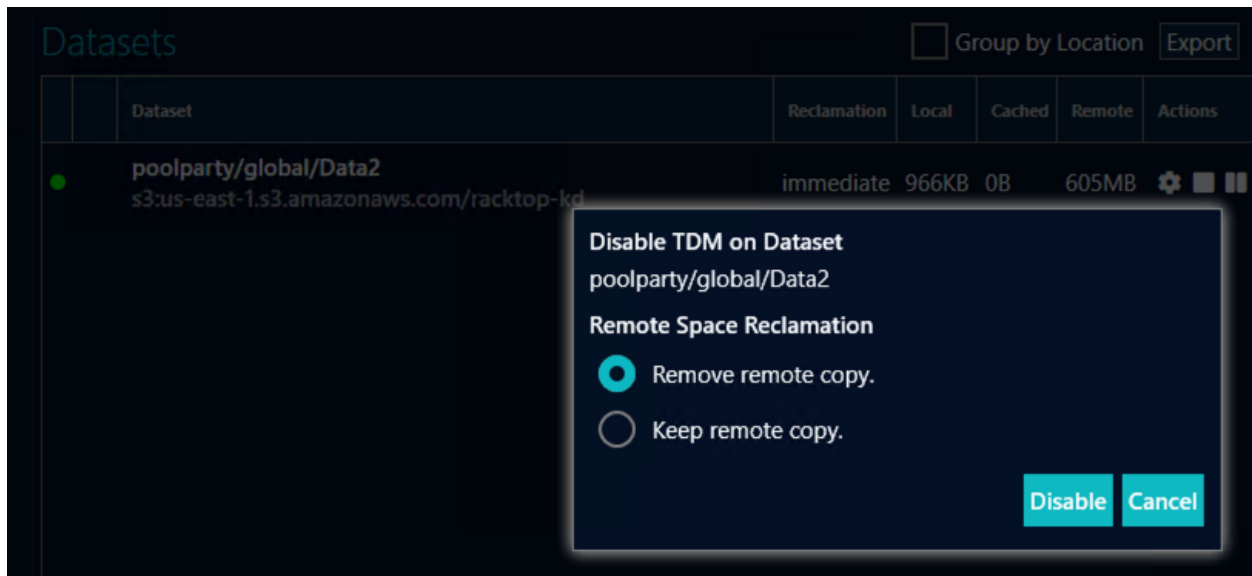 Datasets
Group by Location Export
Dataset Reclamation Local Cached Remote Actions
poolparty/global/Data2
immediate 966KB 0B 605MB
s3:us-east-1.s3.amazonaws.com/racktop-kd
Disable TDM on Dataset
poolparty/global/Data2
Remote Space Reclamation
Remove remote copy.
Keep remote copy.
Disable Cancel